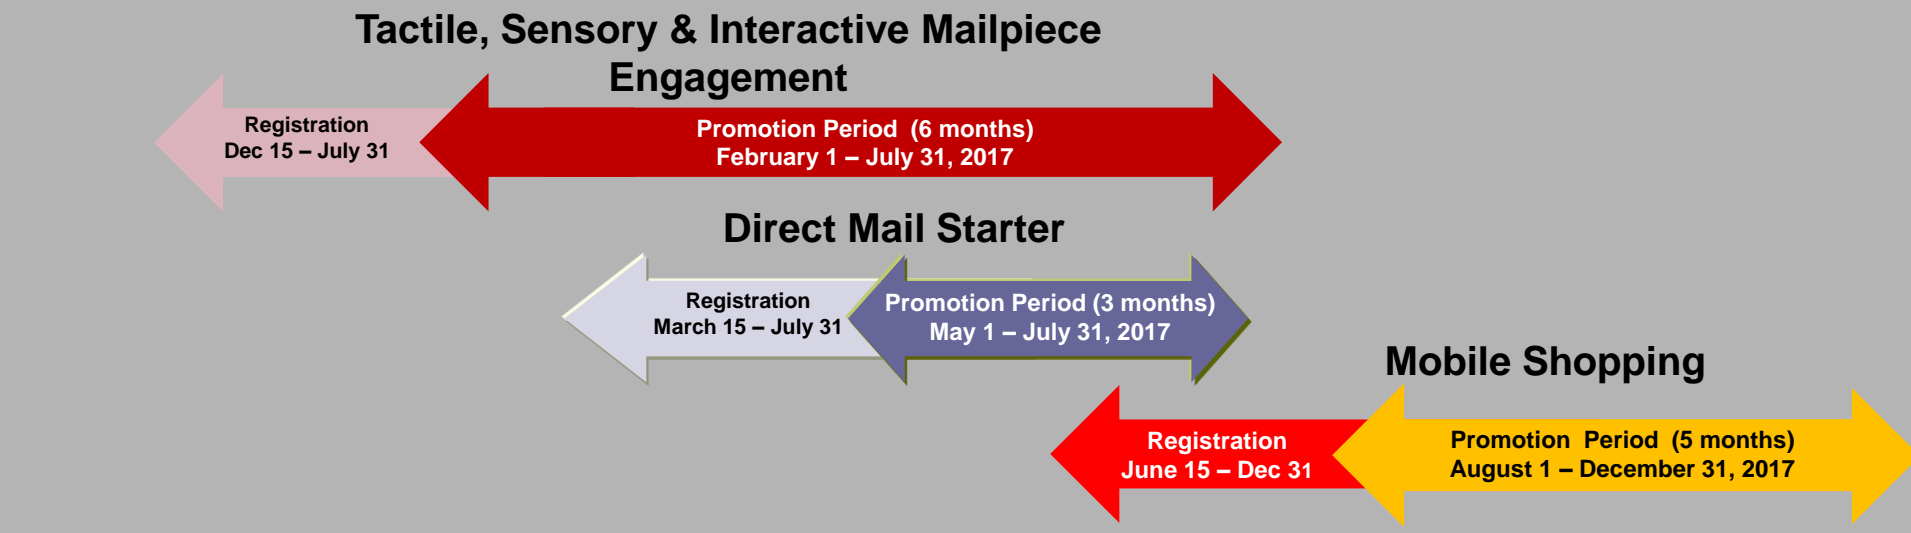 Tactile, Sensory & Interactive Mailpiece
Engagement
Registration
Dec 15 – July 31
Promotion Period (6 months)
February 1 – July 31, 2017
Direct Mail Starter
Registration
March 15 – July 31
Promotion Period (3 months)
May 1 – July 31, 2017
Mobile Shopping
Registration
June 15 – Dec 31
Promotion Period (5 months)
August 1 – December 31, 2017